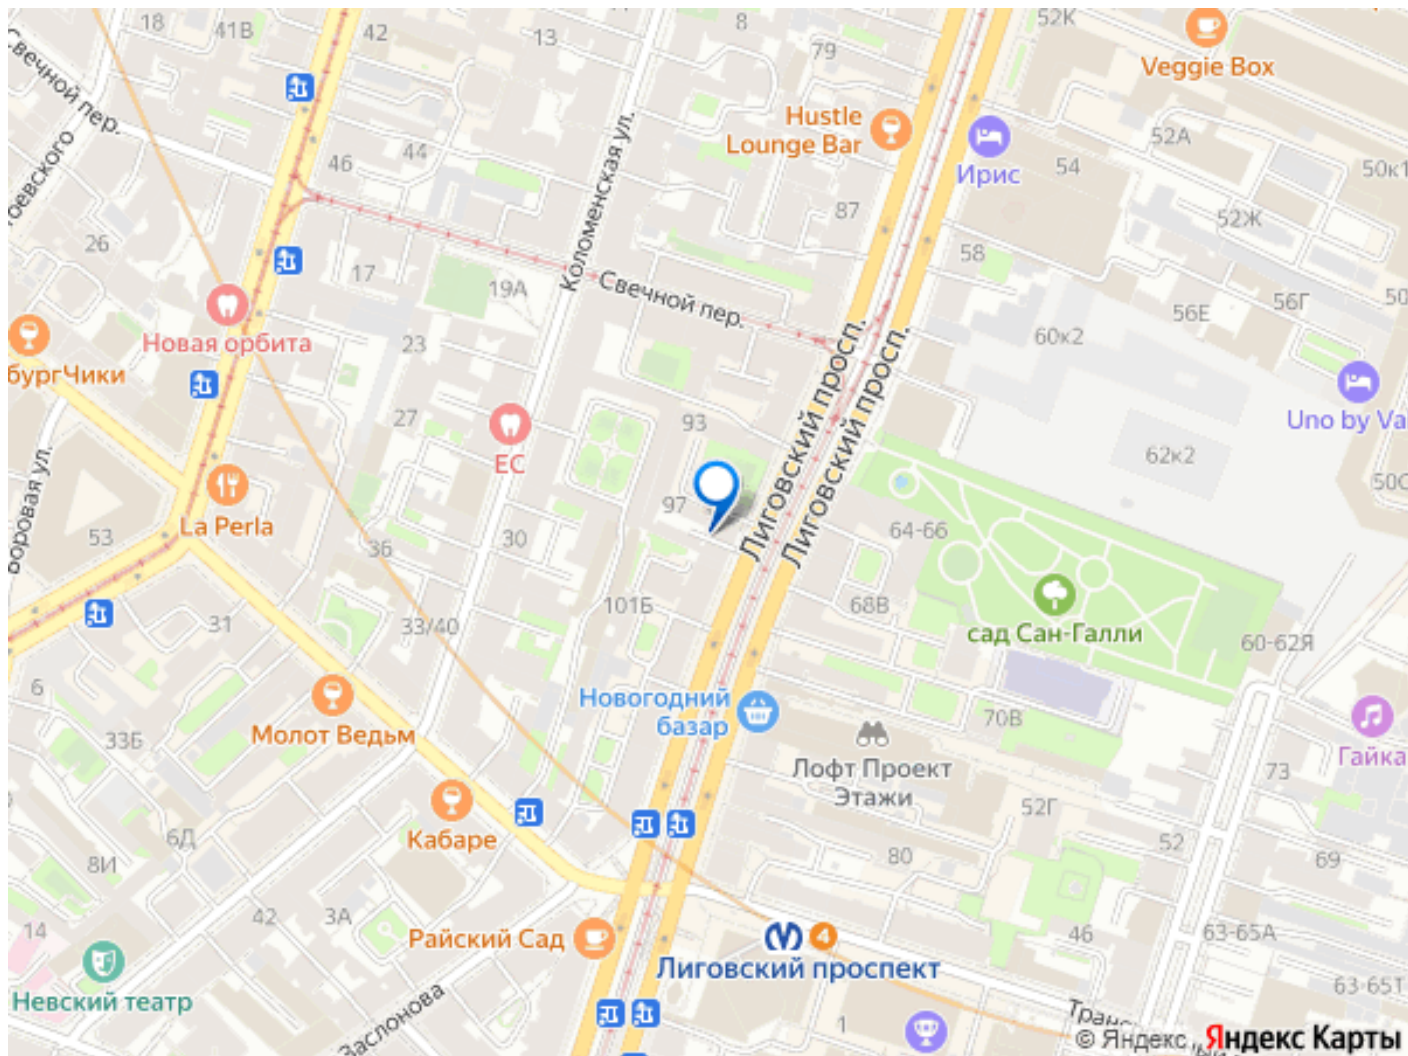 18
41В
42
13
8
79
52К
Veggie Box
Свечной пер.
Hustle
Lounge Bar
Ирис
52А
54
50к1
46
44
Коломенская ул.
87
52Ж
26
17
19А
58
Свечной пер.
56Е
56Г
50
60к2
Новая орбита
23
бургЧики
Лиговский просп.
Лиговский просп.
27
ЕС
93
Uno by Va
62к2
50С
La Perla
97
64-66
53
36
30
101Б
68В
сад Сан-Галли
60-62Я
31
33/40
6
Новогодний
базар
70В
33Б
Молот Ведьм
Лофт Проект
Этажи
Гайка
73
52Г
6Д
Кабаре
8И
80
52
69
42
3А
14
Райский Сад
4
Лиговский проспект
46
63-65А
63-65Т
Невский театр
Заслонова
1
© Яндекс
Яндекс Карты